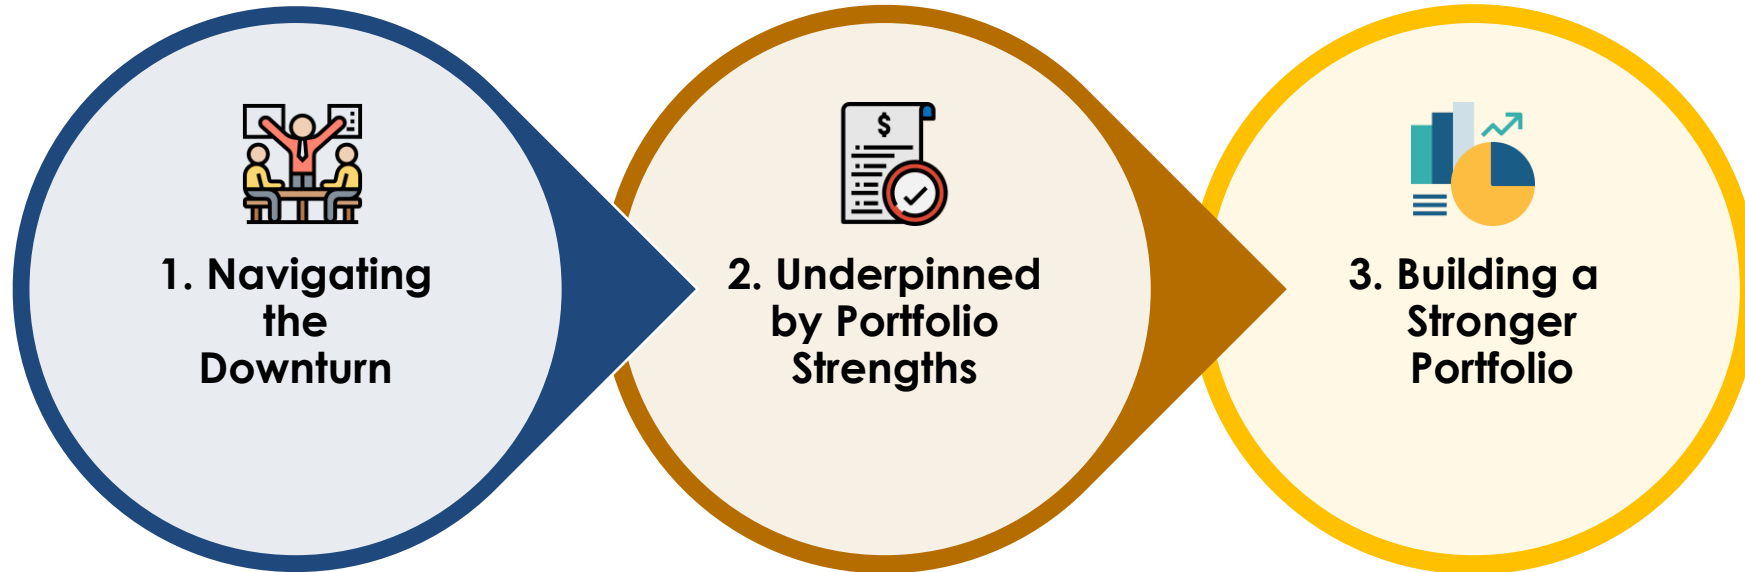 $
1. Navigating
the
Downturn
2. Underpinned
by Portfolio
Strengths
3. Building a
Stronger
Portfolio